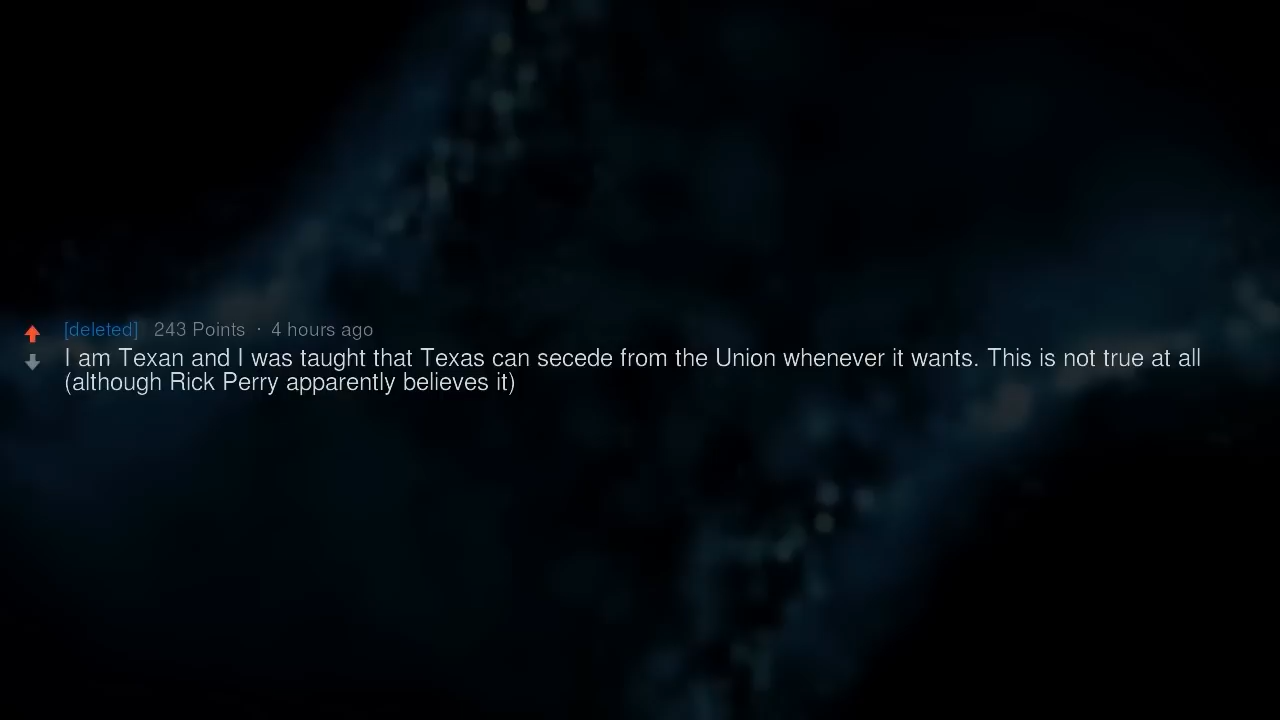 [deleted] 243 Points · 4 hours ago
I am Texan and I was taught that Texas can secede from the Union whenever it wants. This is not true at all
(although Rick Perry apparently believes it)